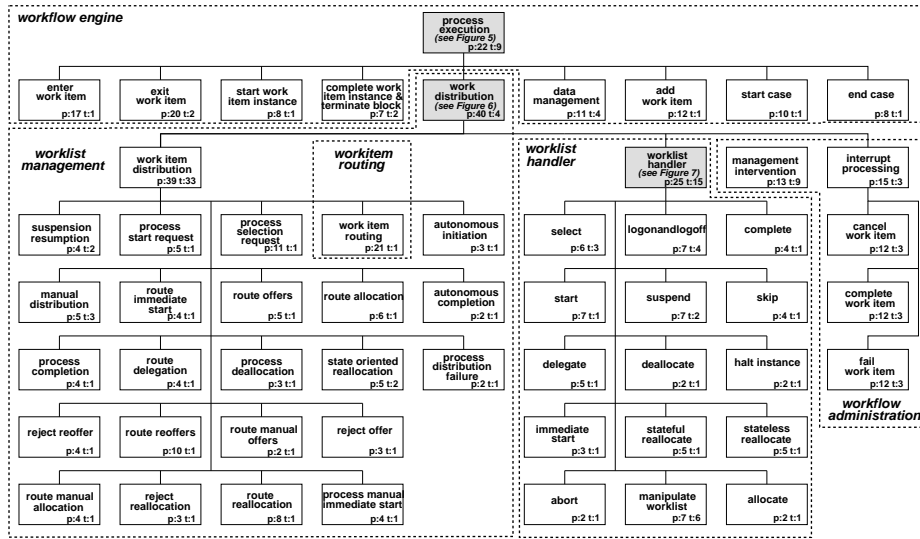 workflow engine
process
execution
(see Figure 5)
p:22 t:9
enter
work item
p:17 t:1
exit
work item
p:20 t:2
start work
item instance
p:8 t:1
complete work
item instance &
terminate block
p:7 t:2
work
distribution
(see Figure 6)
p:40 t:4
data
management
p:11 t:4
add
work item
p:12 t:1
start case
p:10 t:1
end case
p:8 t:1
worklist
management
work item
distribution
p:39 t:33
workitem
routing
worklist
handler
worklist
handler
(see Figure 7)
p:25 t:15
management
intervention
p:13 t:9
interrupt
processing
p:15 t:3
suspension
resumption
p:4 t:2
process
start request
p:5 t:1
process
selection
request
p:11 t:1
work item
routing
p:21 t:1
autonomous
initiation
p:3 t:1
select
p:6 t:3
logonandlogoff
p:7 t:4
complete
p:4 t:1
cancel
work item
p:12 t:3
manual
distribution
p:5 t:3
route
immediate
start
p:4 t:1
route offers
p:5 t:1
route allocation
p:6 t:1
autonomous
completion
p:2 t:1
start
p:7 t:1
suspend
p:7 t:2
skip
p:4 t:1
complete
work item
p:12 t:3
process
completion
p:4 t:1
route
delegation
p:4 t:1
process
deallocation
p:3 t:1
state oriented
reallocation
p:5 t:2
process
distribution
failure
p:2 t:1
delegate
p:5 t:1
deallocate
p:2 t:1
halt instance
p:2 t:1
fail
work item
p:12 t:3
workflow
administration
reject reoffer
p:4 t:1
route reoffers
p:10 t:1
route manual
offers
p:2 t:1
reject offer
p:3 t:1
immediate
start
p:3 t:1
stateful
reallocate
p:5 t:1
stateless
reallocate
p:5 t:1
route manual
allocation
p:4 t:1
reject
reallocation
p:3 t:1
route
reallocation
p:8 t:1
process manual
immediate start
p:4 t:1
abort
p:2 t:1
manipulate
worklist
p:7 t:6
allocate
p:2 t:1